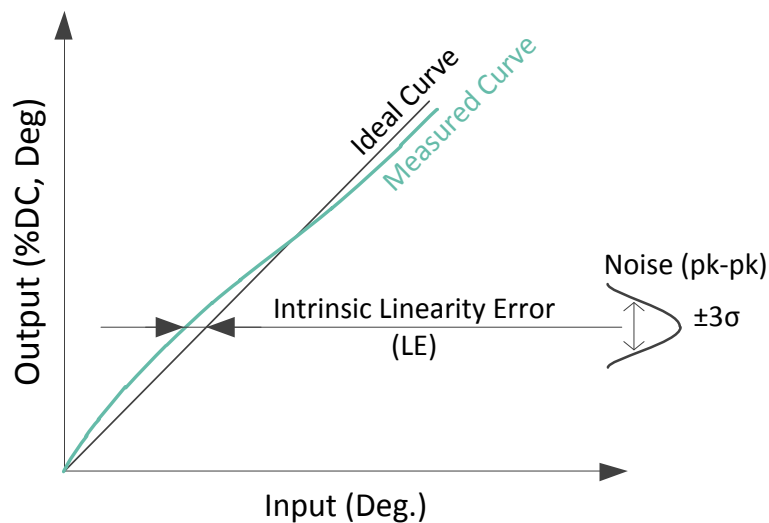 Output (%DC, Deg)
Ideal Curve
Measured Curve
Noise (pk-pk)
±3σ
Intrinsic Linearity Error
(LE)
Input (Deg.)